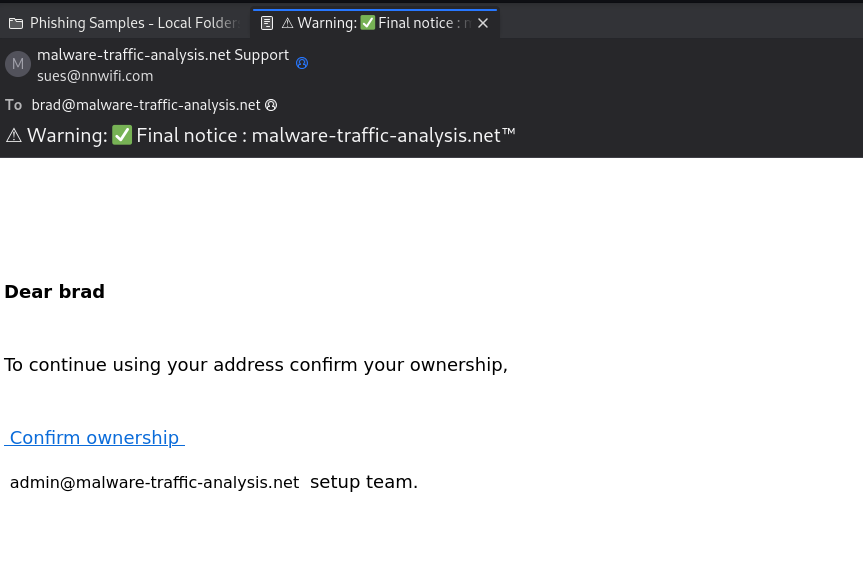 Phishing Samples - Local Folder
⚠ Warning: ✅ Final notice :
M
malware-traffic-analysis.net Support
sues@nnwifi.com
To brad@malware-traffic-analysis.net
⚠ Warning: ✅ Final notice : malware-traffic-analysis.net™
Dear brad
To continue using your address confirm your ownership,
Confirm ownership
admin@malware-traffic-analysis.net setup team.